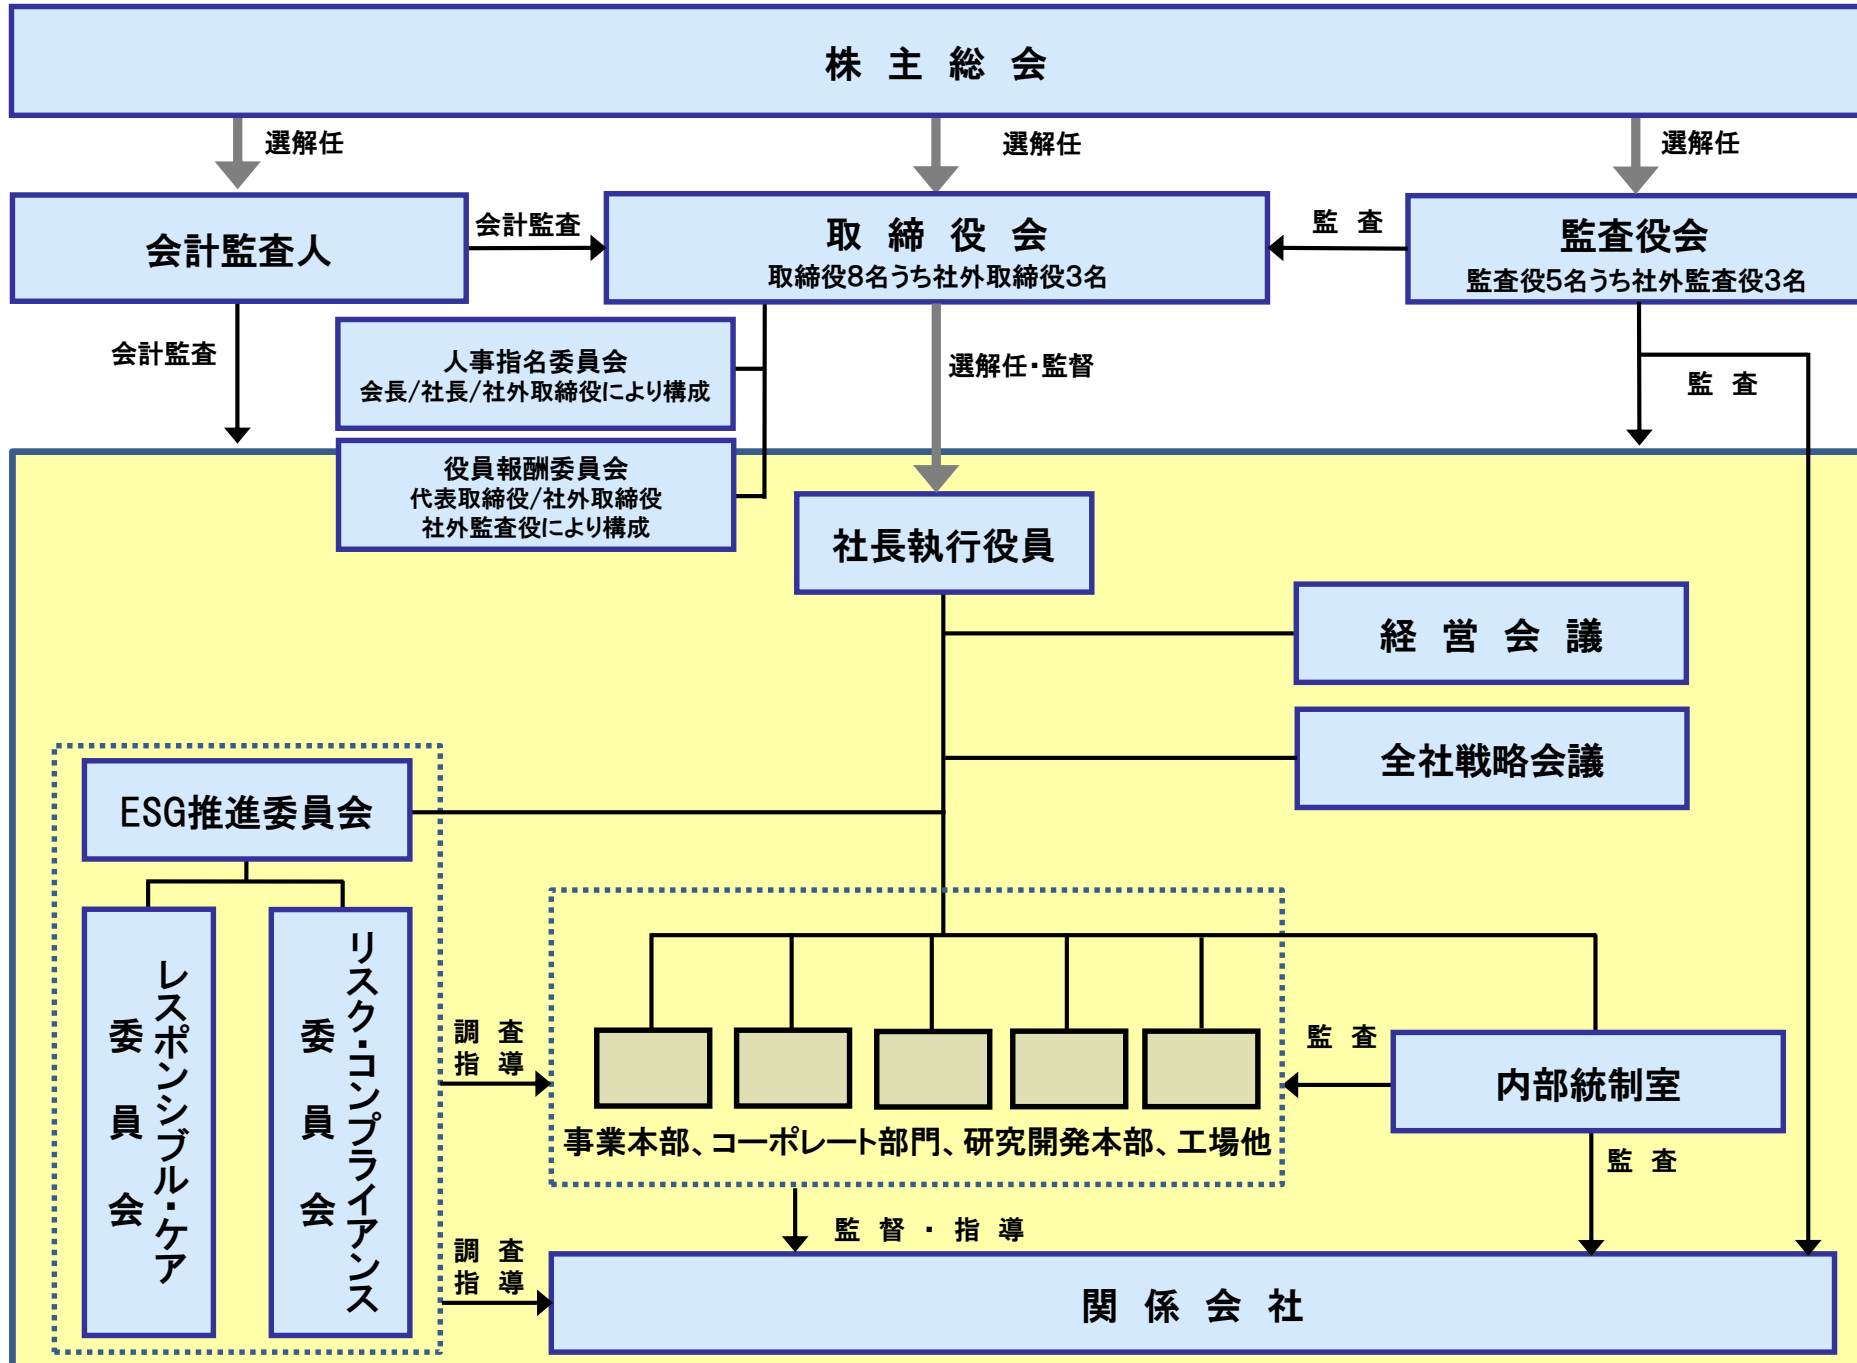 株主総会
選解任
選解任
選解任
会計監査人
会計監査
取締役会
取締役8名うち社外取締役3名
監査
監査役会
監査役5名うち社外監査役3名
会計監査
人事指名委員会
会長/社長/社外取締役により構成
選解任・監督
監査
役員報酬委員会
代表取締役/社外取締役
社外監査役により構成
社長執行役員
経営会議
全社戦略会議
ESG推進委員会
レスポンシブル・ケア
委員会
リスク・コンプライアンス
委員会
調査
指導
事業本部、コーポレート部門、研究開発本部、工場他
監査
内部統制室
監査
監督・指導
調査
指導
関係会社